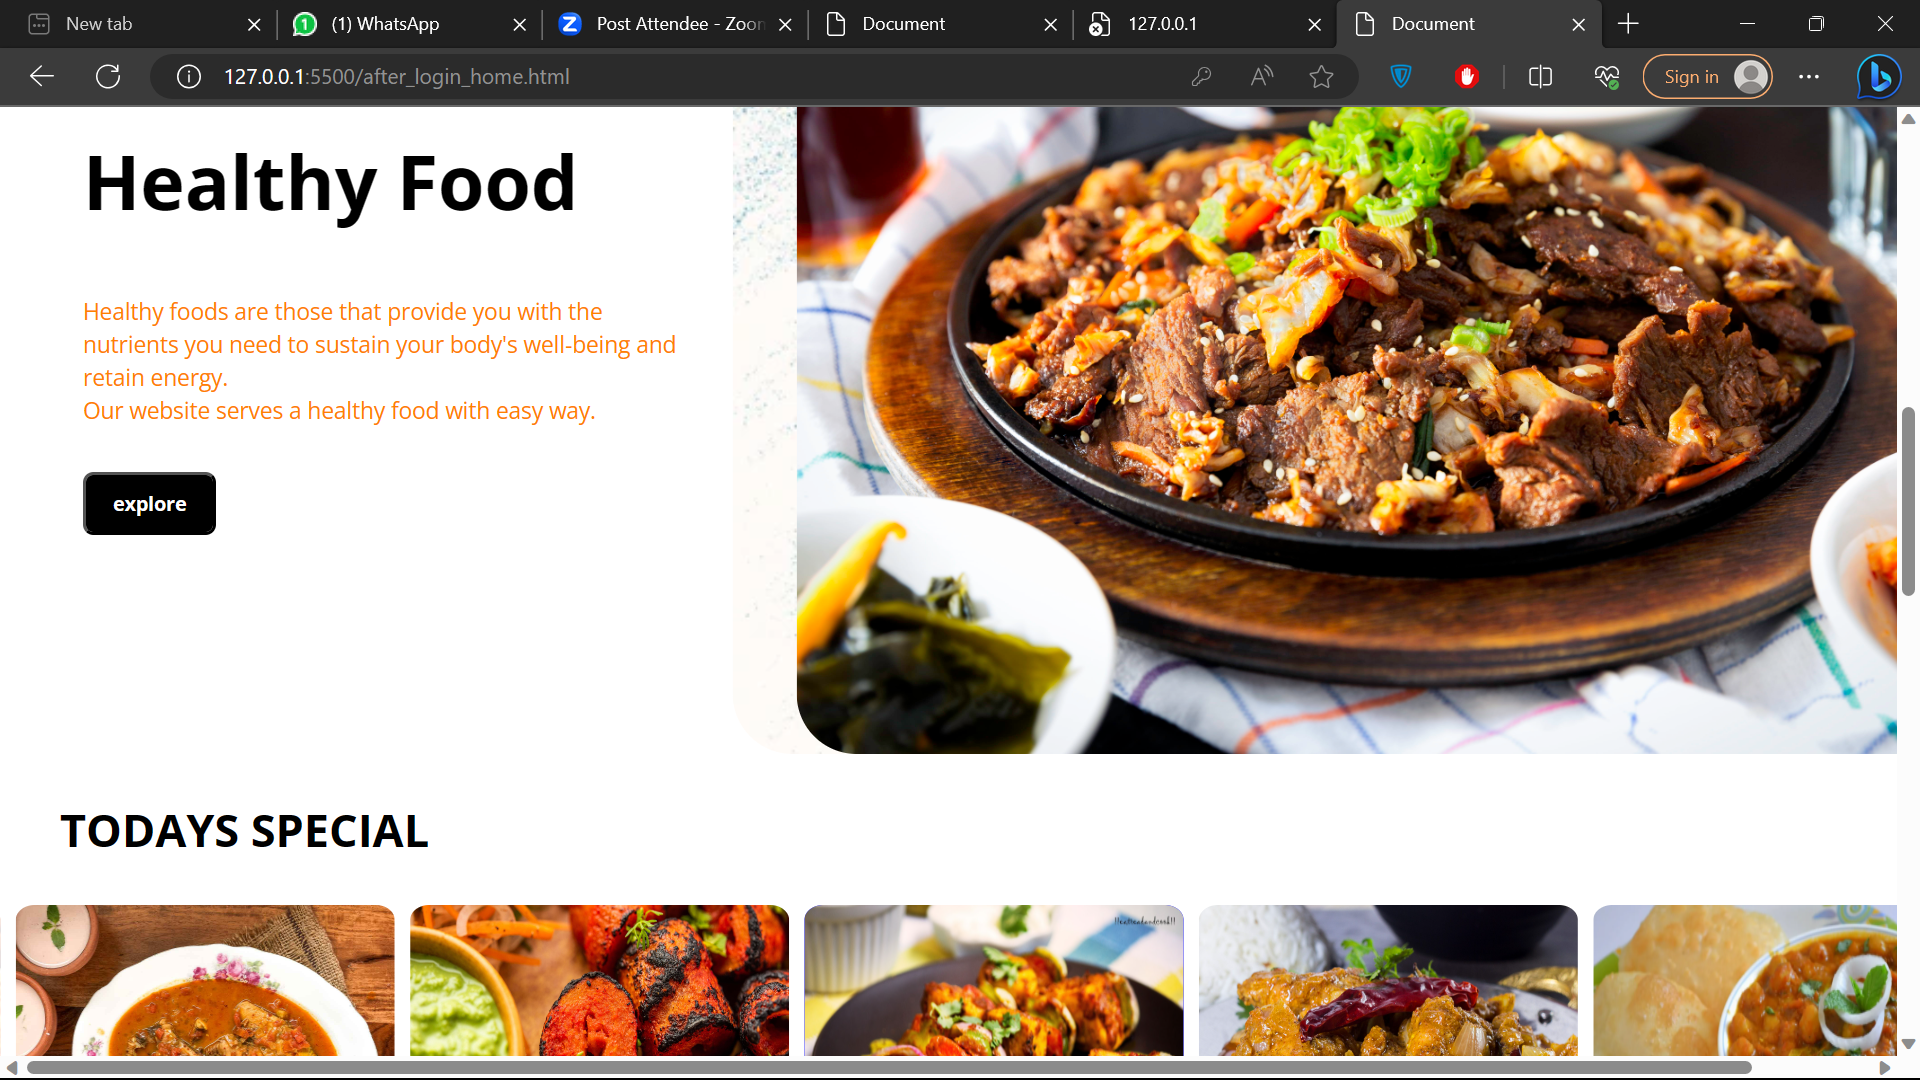 New tab
(1) WhatsApp
Post Attendee - Zoon
Document
127.0.0.1
Document
127.0.0.1:5500/after_login_home.html
Sign in
Healthy Food
Healthy foods are those that provide you with the
nutrients you need to sustain your body's well-being and
retain energy.
Our website serves a healthy food with easy way.
explore
TODAYS SPECIAL